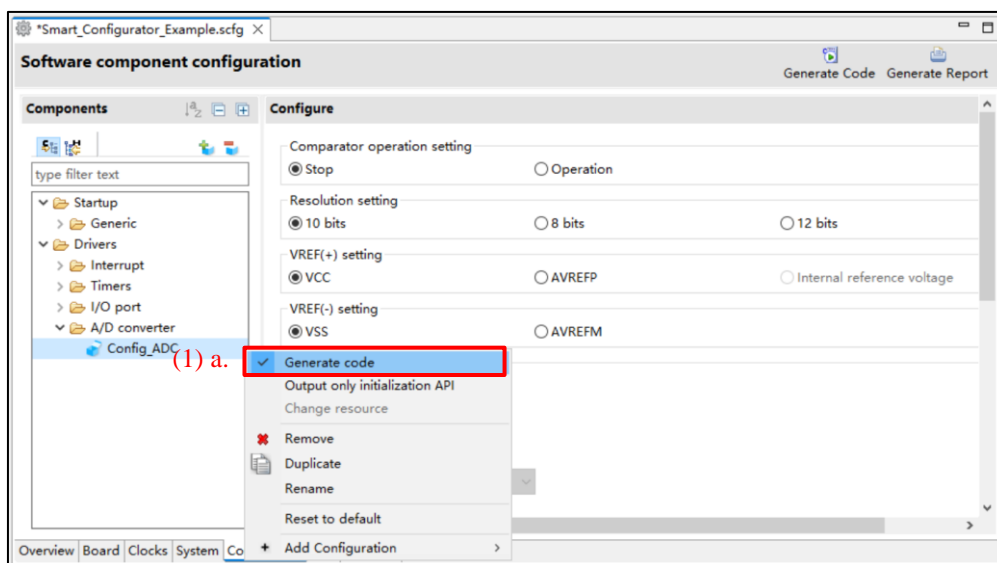 *Smart_Configurator_Example.scfg
Software component configuration
Generate Code Generate Report
Components
Configure
type filter text
Startup
Generic
Drivers
Interrupt
Timers
I/O port
A/D converter
Config_ADC
Comparator operation setting
Stop Operation
Resolution setting
10 bits 8 bits 12 bits
VREF(+) setting
VCC AVREFP Internal reference voltage
VREF(-) setting
VSS AVREFM
(1) a.
Generate code
Output only initialization API
Change resource
Remove
Duplicate
Rename
Reset to default
Add Configuration
Overview Board Clocks System Co